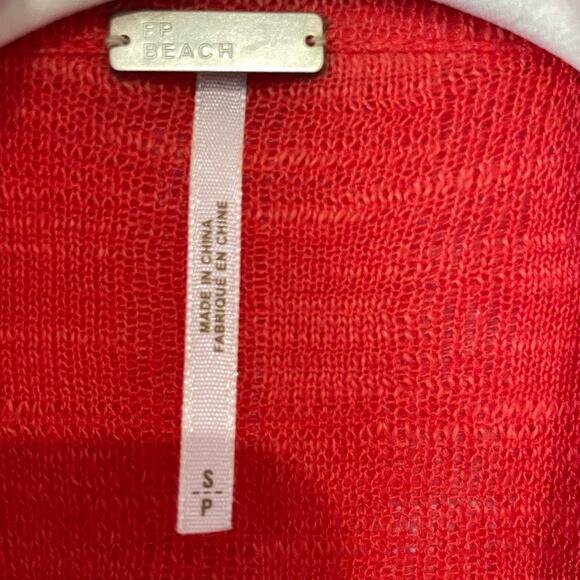 FP
BEACH
MADE IN CHINA
FABRIQUE EN CHINE
S
P